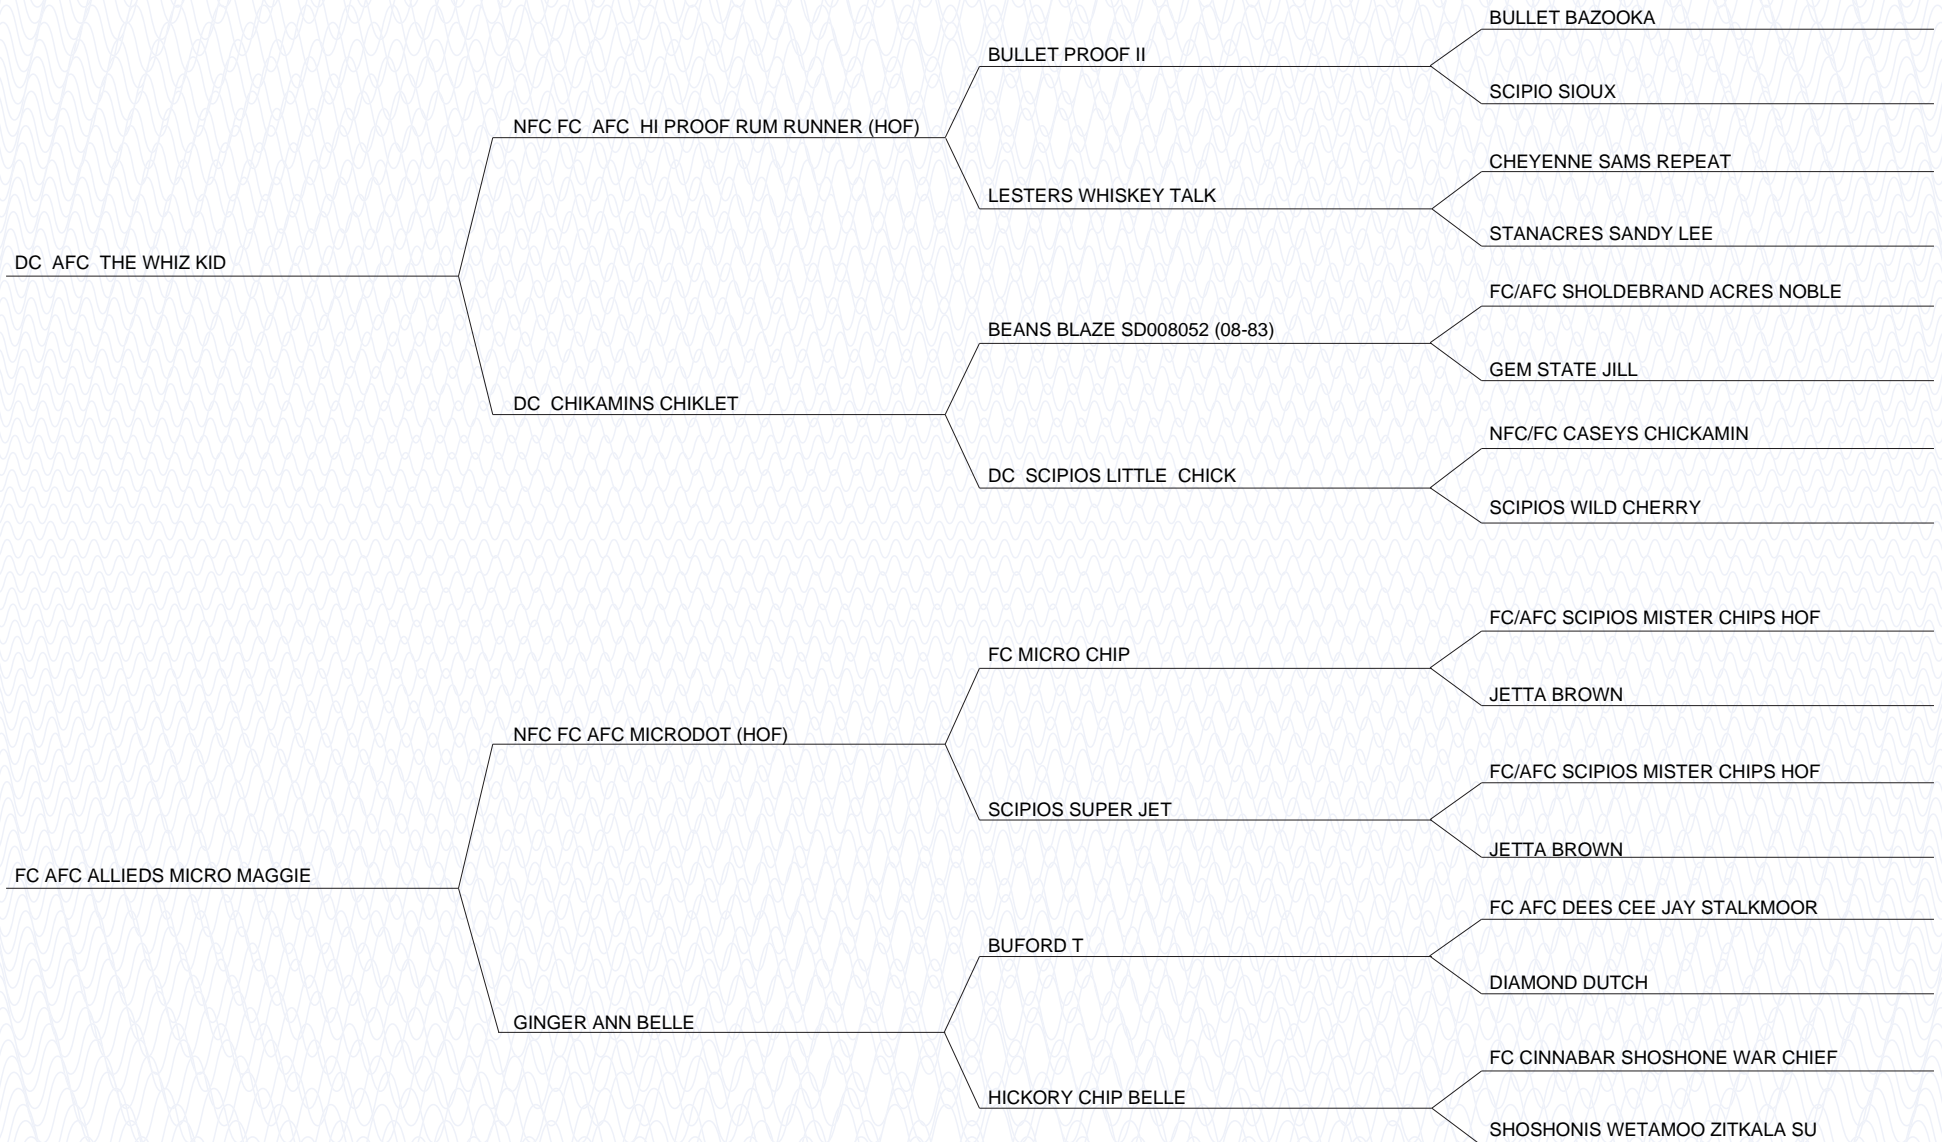 BULLET BAZOOKA
BULLET PROOF II
SCIPIO SIOUX
NFC FC  AFC  HI PROOF RUM RUNNER (HOF)
CHEYENNE SAMS REPEAT
LESTERS WHISKEY TALK
STANACRES SANDY LEE
DC  AFC  THE WHIZ KID
FC/AFC SHOLDEBRAND ACRES NOBLE
BEANS BLAZE SD008052 (08-83)
GEM STATE JILL
DC  CHIKAMINS CHIKLET
NFC/FC CASEYS CHICKAMIN
DC  SCIPIOS LITTLE  CHICK
SCIPIOS WILD CHERRY
FC/AFC SCIPIOS MISTER CHIPS HOF
FC MICRO CHIP
JETTA BROWN
NFC FC AFC MICRODOT (HOF)
FC/AFC SCIPIOS MISTER CHIPS HOF
SCIPIOS SUPER JET
JETTA BROWN
FC AFC ALLIEDS MICRO MAGGIE
FC AFC DEES CEE JAY STALKMOOR
BUFORD T
DIAMOND DUTCH
GINGER ANN BELLE
FC CINNABAR SHOSHONE WAR CHIEF
HICKORY CHIP BELLE
SHOSHONIS WETAMOO ZITKALA SU